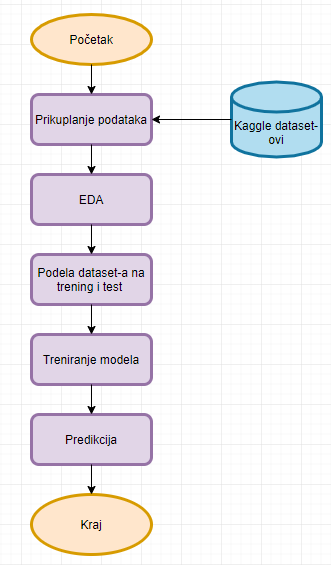 Početak
Prikuplanje podataka
Kaggle dataset-
ovi
EDA
Podela dataset-a na
trening i test
Treniranje modela
Predikcija
Kraj